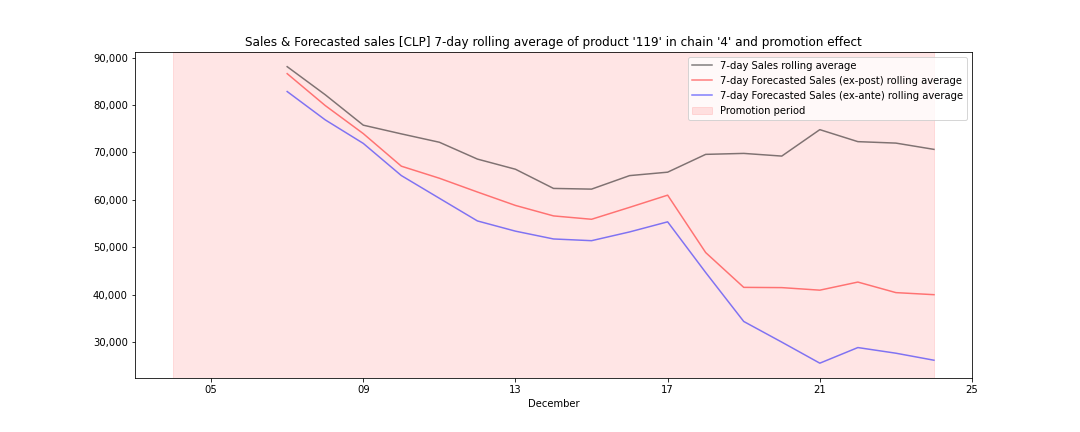 Sales & Forecasted sales [CLP] 7-day rolling average of product '119' in chain '4' and promotion effect
90,000
80,000
70,000
60,000
50,000
40,000
30,000
7-day Sales rolling average
7-day Forecasted Sales (ex-post) rolling average
7-day Forecasted Sales (ex-ante) rolling average
Promotion period
05 09 13 17 21 25
December